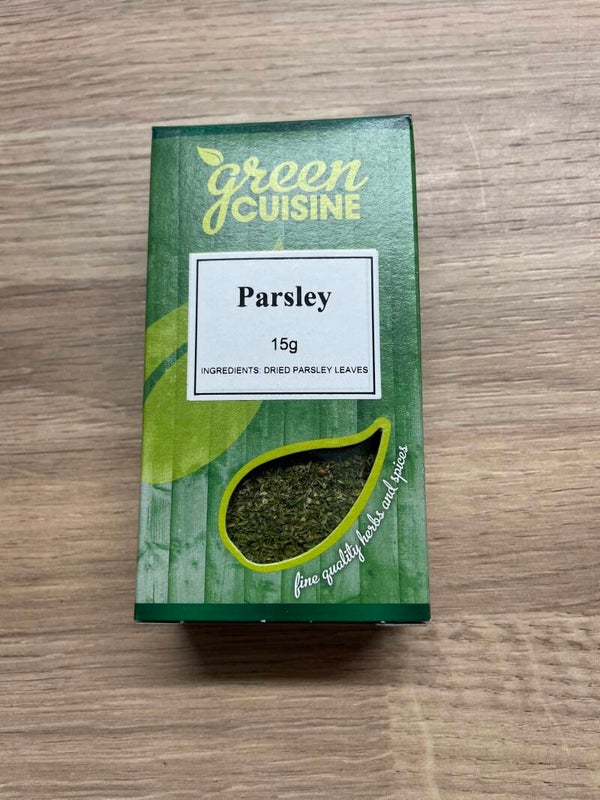 green
CUISINE
Parsley
15g
INGREDIENTS: DRIED PARSLEY LEAVES
fine quality herbs and spices